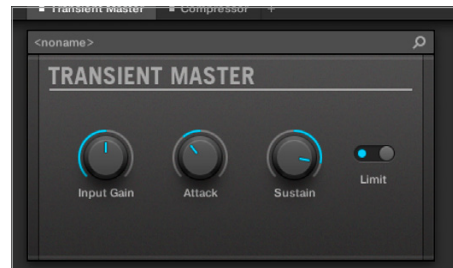 Transient Master Compressor +
<noname>
TRANSIENT MASTER
Input Gain Attack Sustain Limit